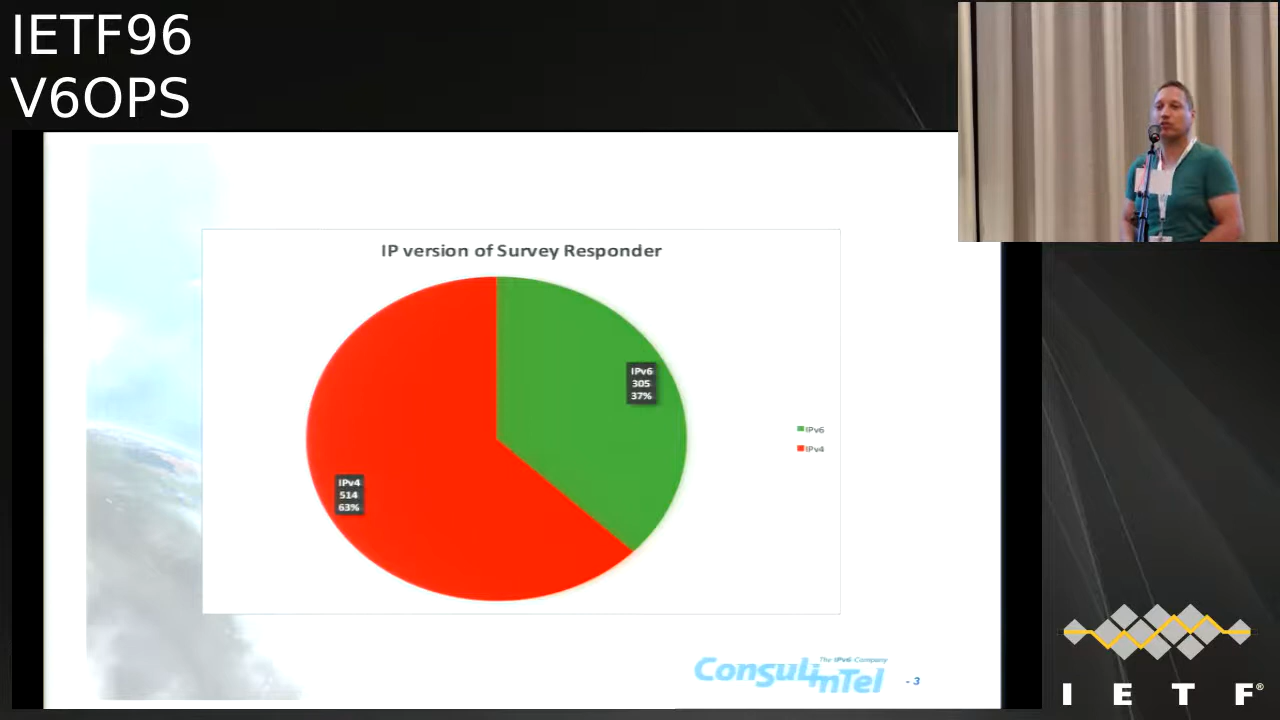 IETF96
V6OPS
IP version of Survey Responder
IPv6
305
37%
IPv6
IPv4
IPv4
514
63%
The IPv6 Company
ConsulinTel
- 3
I E T F®